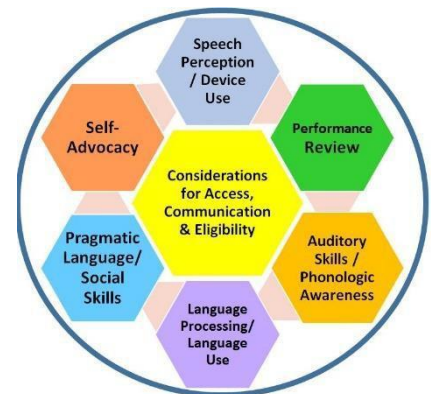 Speech
Perception
/ Device
Use
Performance
Review
Auditory
Skills /
Phonologic
Awareness
Language
Processing/
Language
Use
Pragmatic
Language/
Social
Skills
Self-
Advocacy
Considerations
for Access,
Communication
& Eligibility